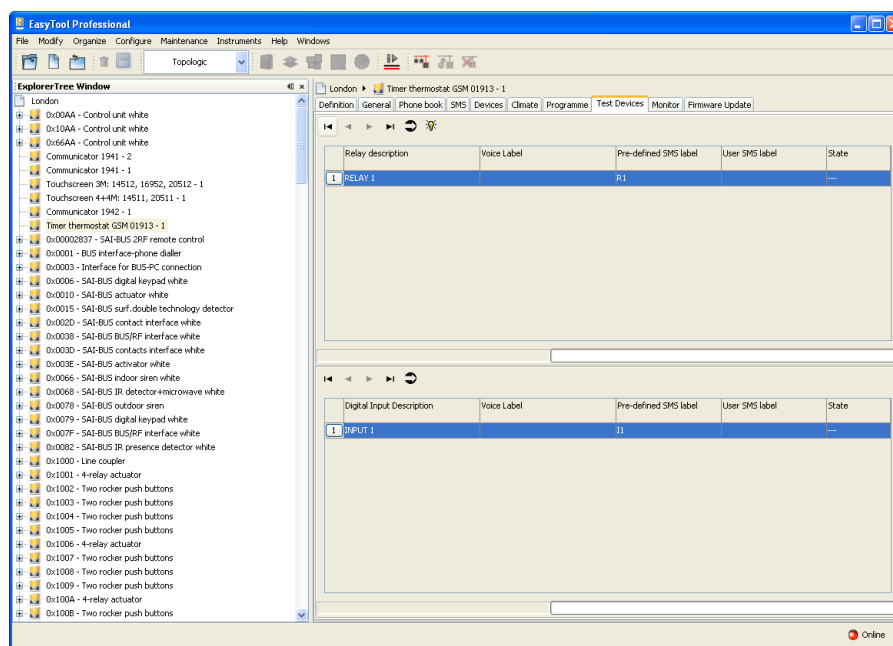 EasyTool Professional
File Modify Organize Configure Maintenance Instruments Help Windows
Topologic
ExplorerTree Window
London
0x00AA - Control unit white
0x10AA - Control unit white
0x66AA - Control unit white
Communicator 1941 - 2
Communicator 1941 - 1
Touchscreen 3M: 14512, 16952, 20512 - 1
Touchscreen 4+4M: 14511, 20511 - 1
Communicator 1942 - 1
Timer thermostat GSM 01913 - 1
0x00002837 - SAI-BUS 2RF remote control
0x0001 - BUS interface-phone dialler
0x0003 - Interface for BUS-PC connection
0x0006 - SAI-BUS digital keypad white
0x0010 - SAI-BUS actuator white
0x0015 - SAI-BUS surf.double technology detector
0x002D - SAI-BUS contact interface white
0x0038 - SAI-BUS BUS/RF interface white
0x003D - SAI-BUS contacts interface white
0x003E - SAI-BUS activator white
0x0066 - SAI-BUS indoor siren white
0x0068 - SAI-BUS IR detector+microwave white
0x0078 - SAI-BUS outdoor siren
0x0079 - SAI-BUS digital keypad white
0x007F - SAI-BUS BUS/RF interface white
0x0082 - SAI-BUS IR presence detector white
0x1000 - Line coupler
0x1001 - 4-relay actuator
0x1002 - Two rocker push buttons
0x1003 - Two rocker push buttons
0x1004 - Two rocker push buttons
0x1005 - Two rocker push buttons
0x1006 - 4-relay actuator
0x1007 - Two rocker push buttons
0x1008 - Two rocker push buttons
0x1009 - Two rocker push buttons
0x100A - 4-relay actuator
0x100B - Two rocker push buttons
London Timer thermostat GSM 01913 - 1
Definition General Phone book SMS Devices Climate Programme Test Devices Monitor Firmware Update
Relay description Voice Label Pre-defined SMS label User SMS label State
1 RELAY 1 R1 ---
Digital Input Description Voice Label Pre-defined SMS label User SMS label State
1 INPUT 1 I1 ---
Online